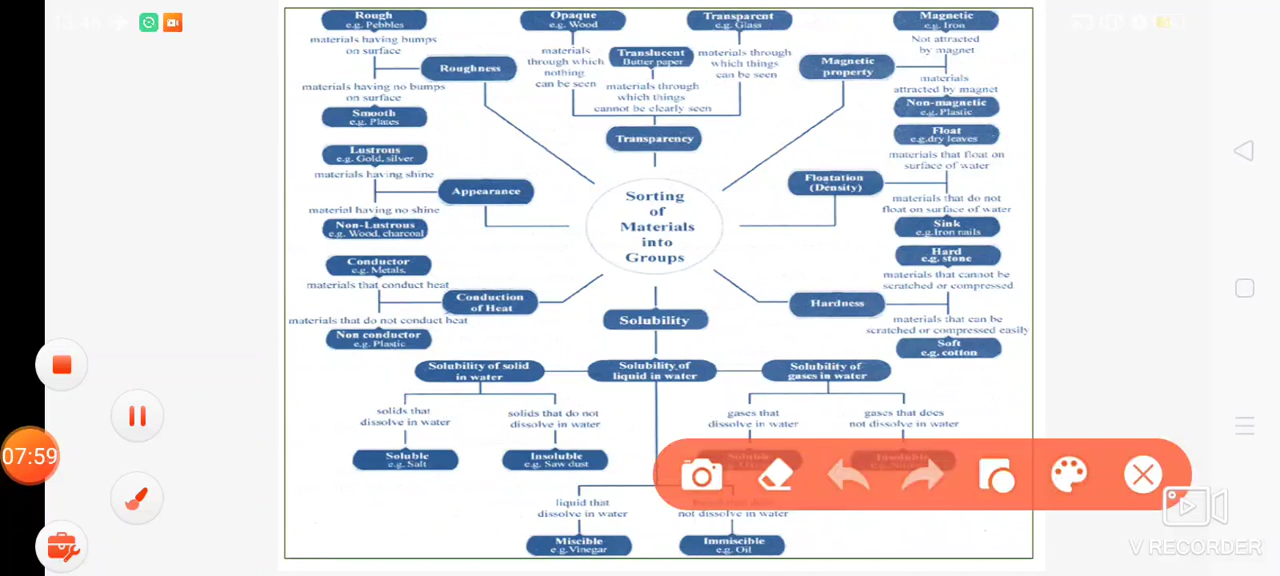 Rough
e.g. Pebbles
materials having bumps
on surface
Roughness
materials having no bumps
on surface
Smooth
e.g. Plates
Opaque
e.g. Wood
materials
through which
nothing
can be seen
Translucent
Butter paper
materials through
which things
cannot be clearly seen
Transparent
e.g. Glass
materials through
which things
can be seen
Transparency
Magnetic
e.g. Iron
Not attracted
by magnet
Magnetic
property
materials
attracted by magnet
Non-magnetic
e.g. Plastic
Lustrous
e.g. Gold, silver
materials having shine
Appearance
material having no shine
Non-Lustrous
e.g. Wood, charcoal
Sorting
of
Materials
into
Groups
Float
e.g.dry leaves
materials that float on
surface of water
Floatation
(Density)
materials that do not
float on surface of water
Sink
e.g.Iron nails
Conductor
e.g. Metals.
materials that conduct heat
Conduction
of Heat
materials that do not conduct heat
Non conductor
e.g. Plastic
Hard
e.g. stone
materials that cannot be
scratched or compressed
Hardness
materials that can be
scratched or compressed easily
Soft
e.g. cotton
Solubility
Solubility of solid
in water
Solubility of
liquid in water
Solubility of
gases in water
solids that
dissolve in water
solids that do not
dissolve in water
gases that
dissolve in water
gases that does
not dissolve in water
Soluble
e.g. Salt
Insoluble
e.g. Saw dust
liquid that
dissolve in water
not dissolve in water
Miscible
e.g. Vinegar
Immiscible
e.g. Oil
07:59
V RECORDER